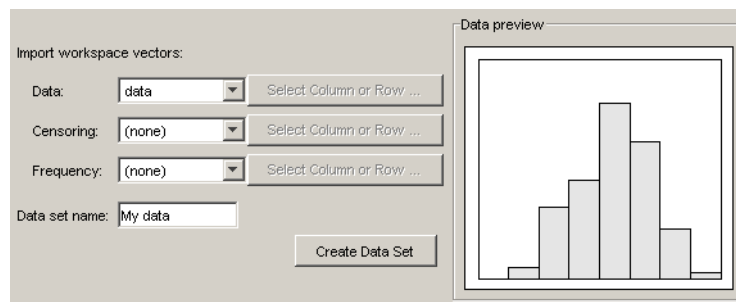 Data preview
Import workspace vectors:
Data: data Select Column or Row ...
Censoring: (none) Select Column or Row ...
Frequency: (none) Select Column or Row ...
Data set name: My data
Create Data Set